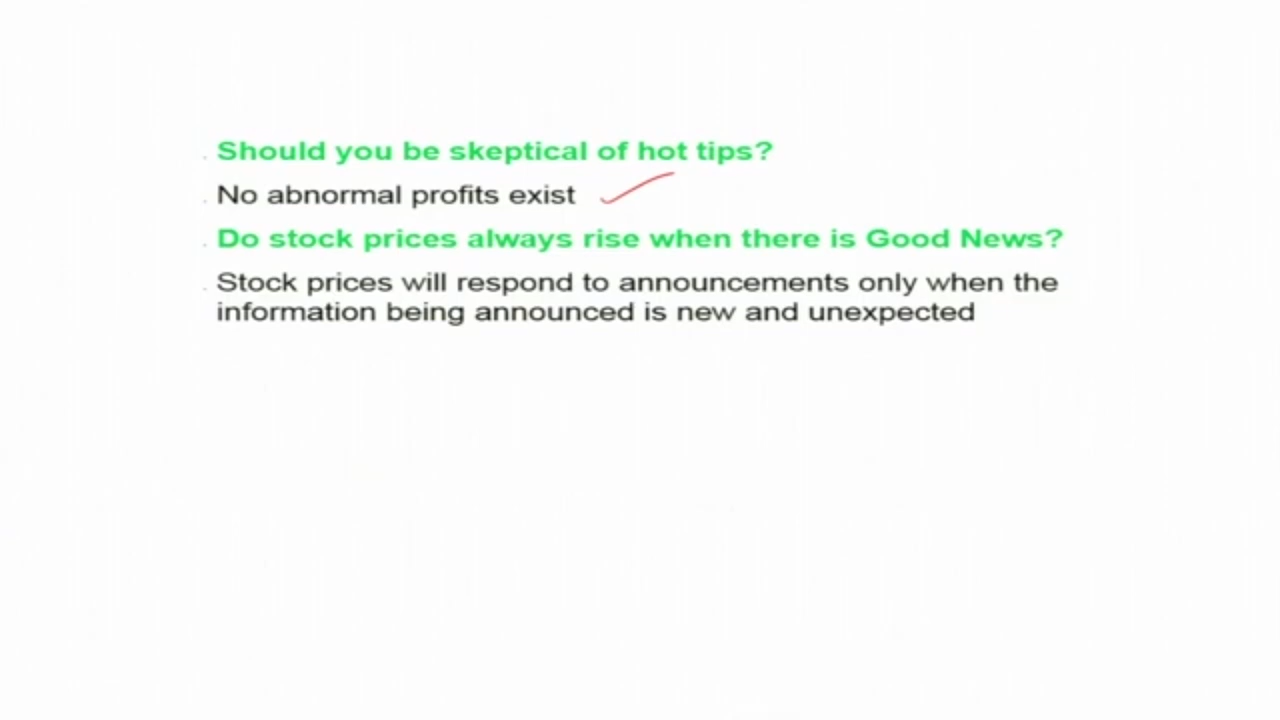 Should you be skeptical of hot tips?
No abnormal profits exist
Do stock prices always rise when there is Good News?
Stock prices will respond to announcements only when the
information being announced is new and unexpected